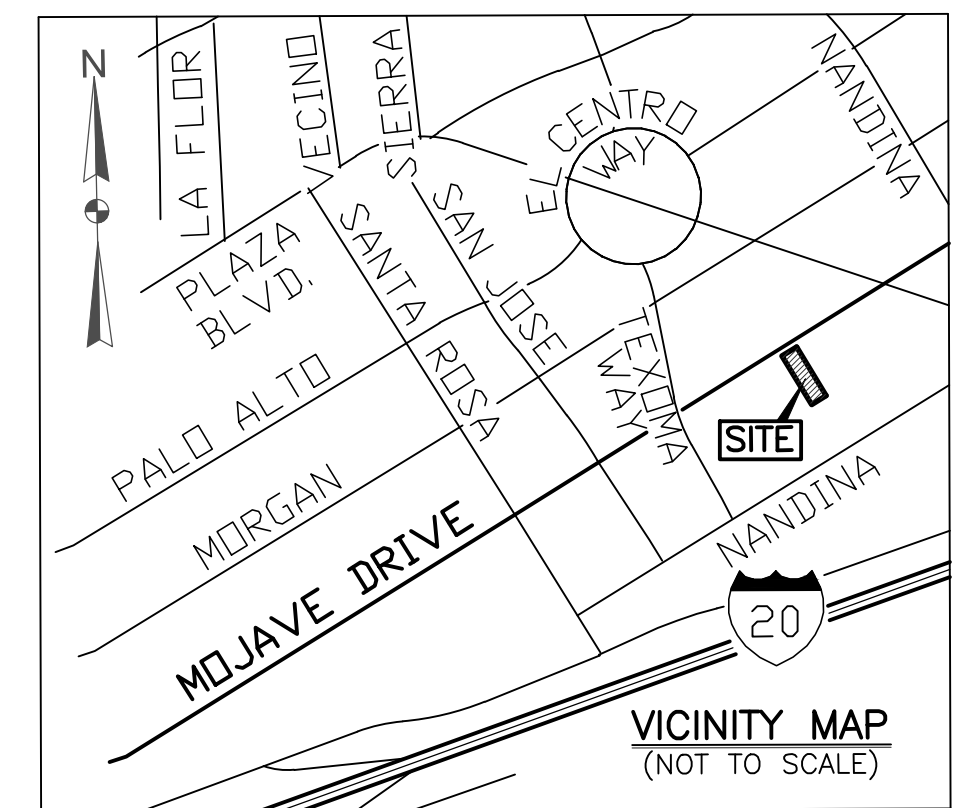 N
LA FLOR
VECINO
SIERRA
EL CENTRO
WAY
NANDINA
PLAZA
BLVD.
SANTA ROSA
SAN JOSE
TEXOMA
WAY
PALO ALTO
MORGAN
MOJAVE DRIVE
SITE
NANDINA
20
VICINITY MAP
(NOT TO SCALE)